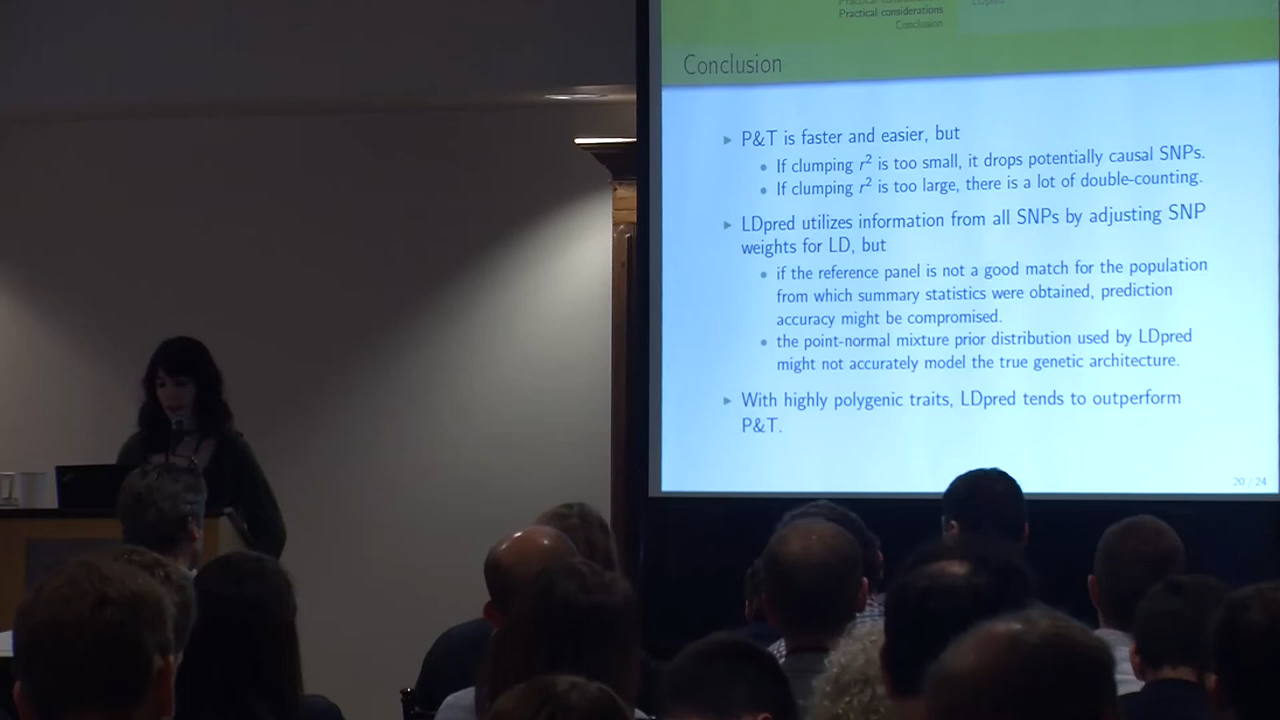 Practical considerations
Conclusion
Conclusion
▸ P&T is faster and easier, but
• If clumping r² is too small, it drops potentially causal SNPs.
• If clumping r² is too large, there is a lot of double-counting.
▸ LDpred utilizes information from all SNPs by adjusting SNP
weights for LD, but
• if the reference panel is not a good match for the population
from which summary statistics were obtained, prediction
accuracy might be compromised.
• the point-normal mixture prior distribution used by LDpred
might not accurately model the true genetic architecture.
▸ With highly polygenic traits, LDpred tends to outperform
P&T.
20 / 24